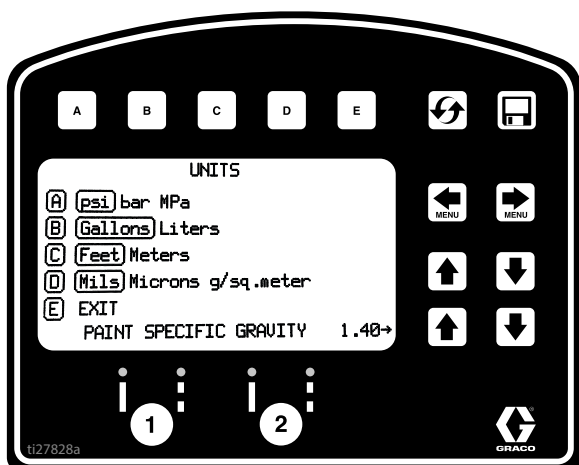 A B C D E
UNITS
A psi bar MPa
B Gallons Liters
C Feet Meters
D Mils Microns g/sq.meter
E EXIT
PAINT SPECIFIC GRAVITY 1.40→
MENU MENU
1 2
ti27828a
GRACO